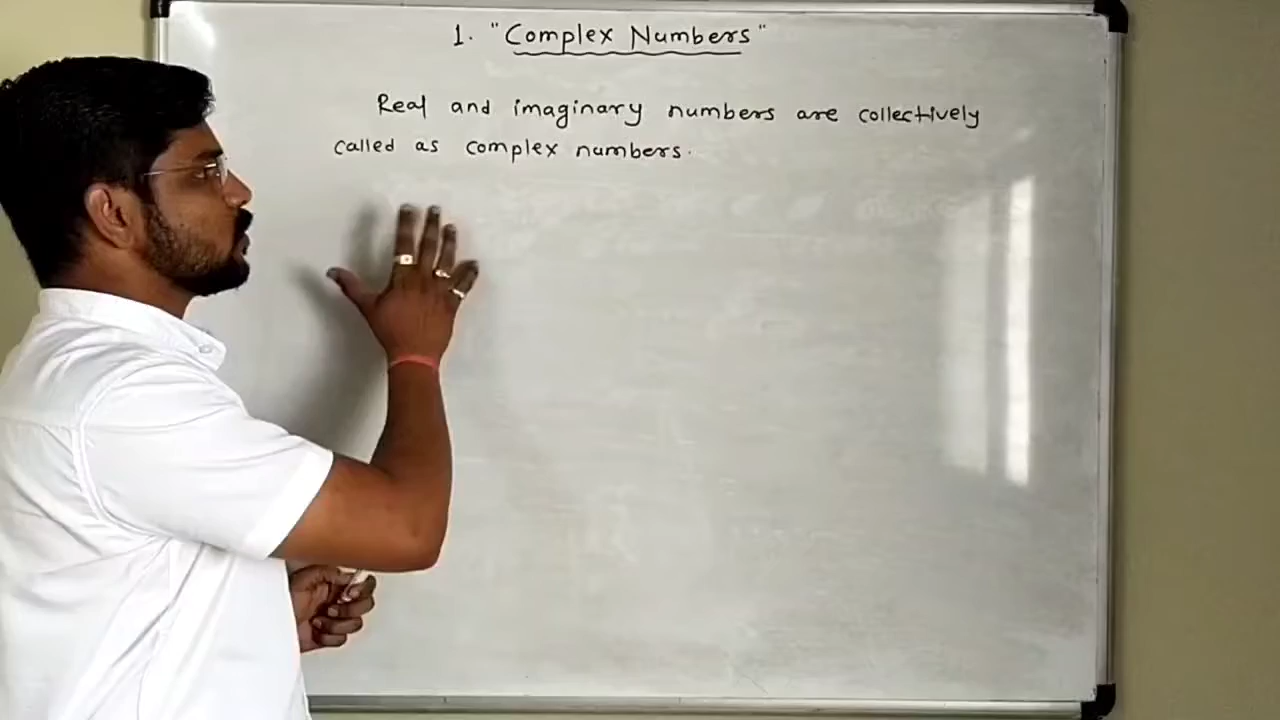 1. "Complex Numbers"
Real and imaginary numbers are collectively
called as complex numbers.